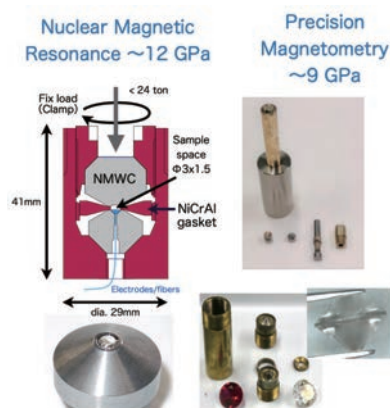 Nuclear Magnetic
Resonance ～12 GPa
Precision
Magnetometry
～9 GPa
< 24 ton
Fix load
(Clamp)
Sample
space
Φ3x1.5
NMWC
41mm
NiCrAl
gasket
Electrodes/fibers
dia. 29mm